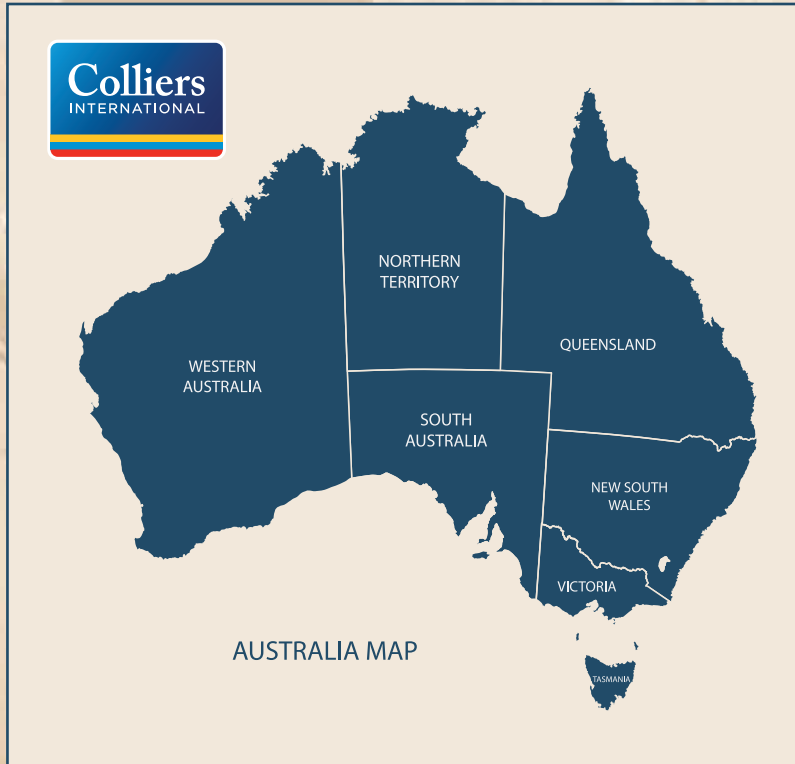 Colliers
INTERNATIONAL
NORTHERN
TERRITORY
QUEENSLAND
WESTERN
AUSTRALIA
SOUTH
AUSTRALIA
NEW SOUTH
WALES
VICTORIA
AUSTRALIA MAP
TASMANIA